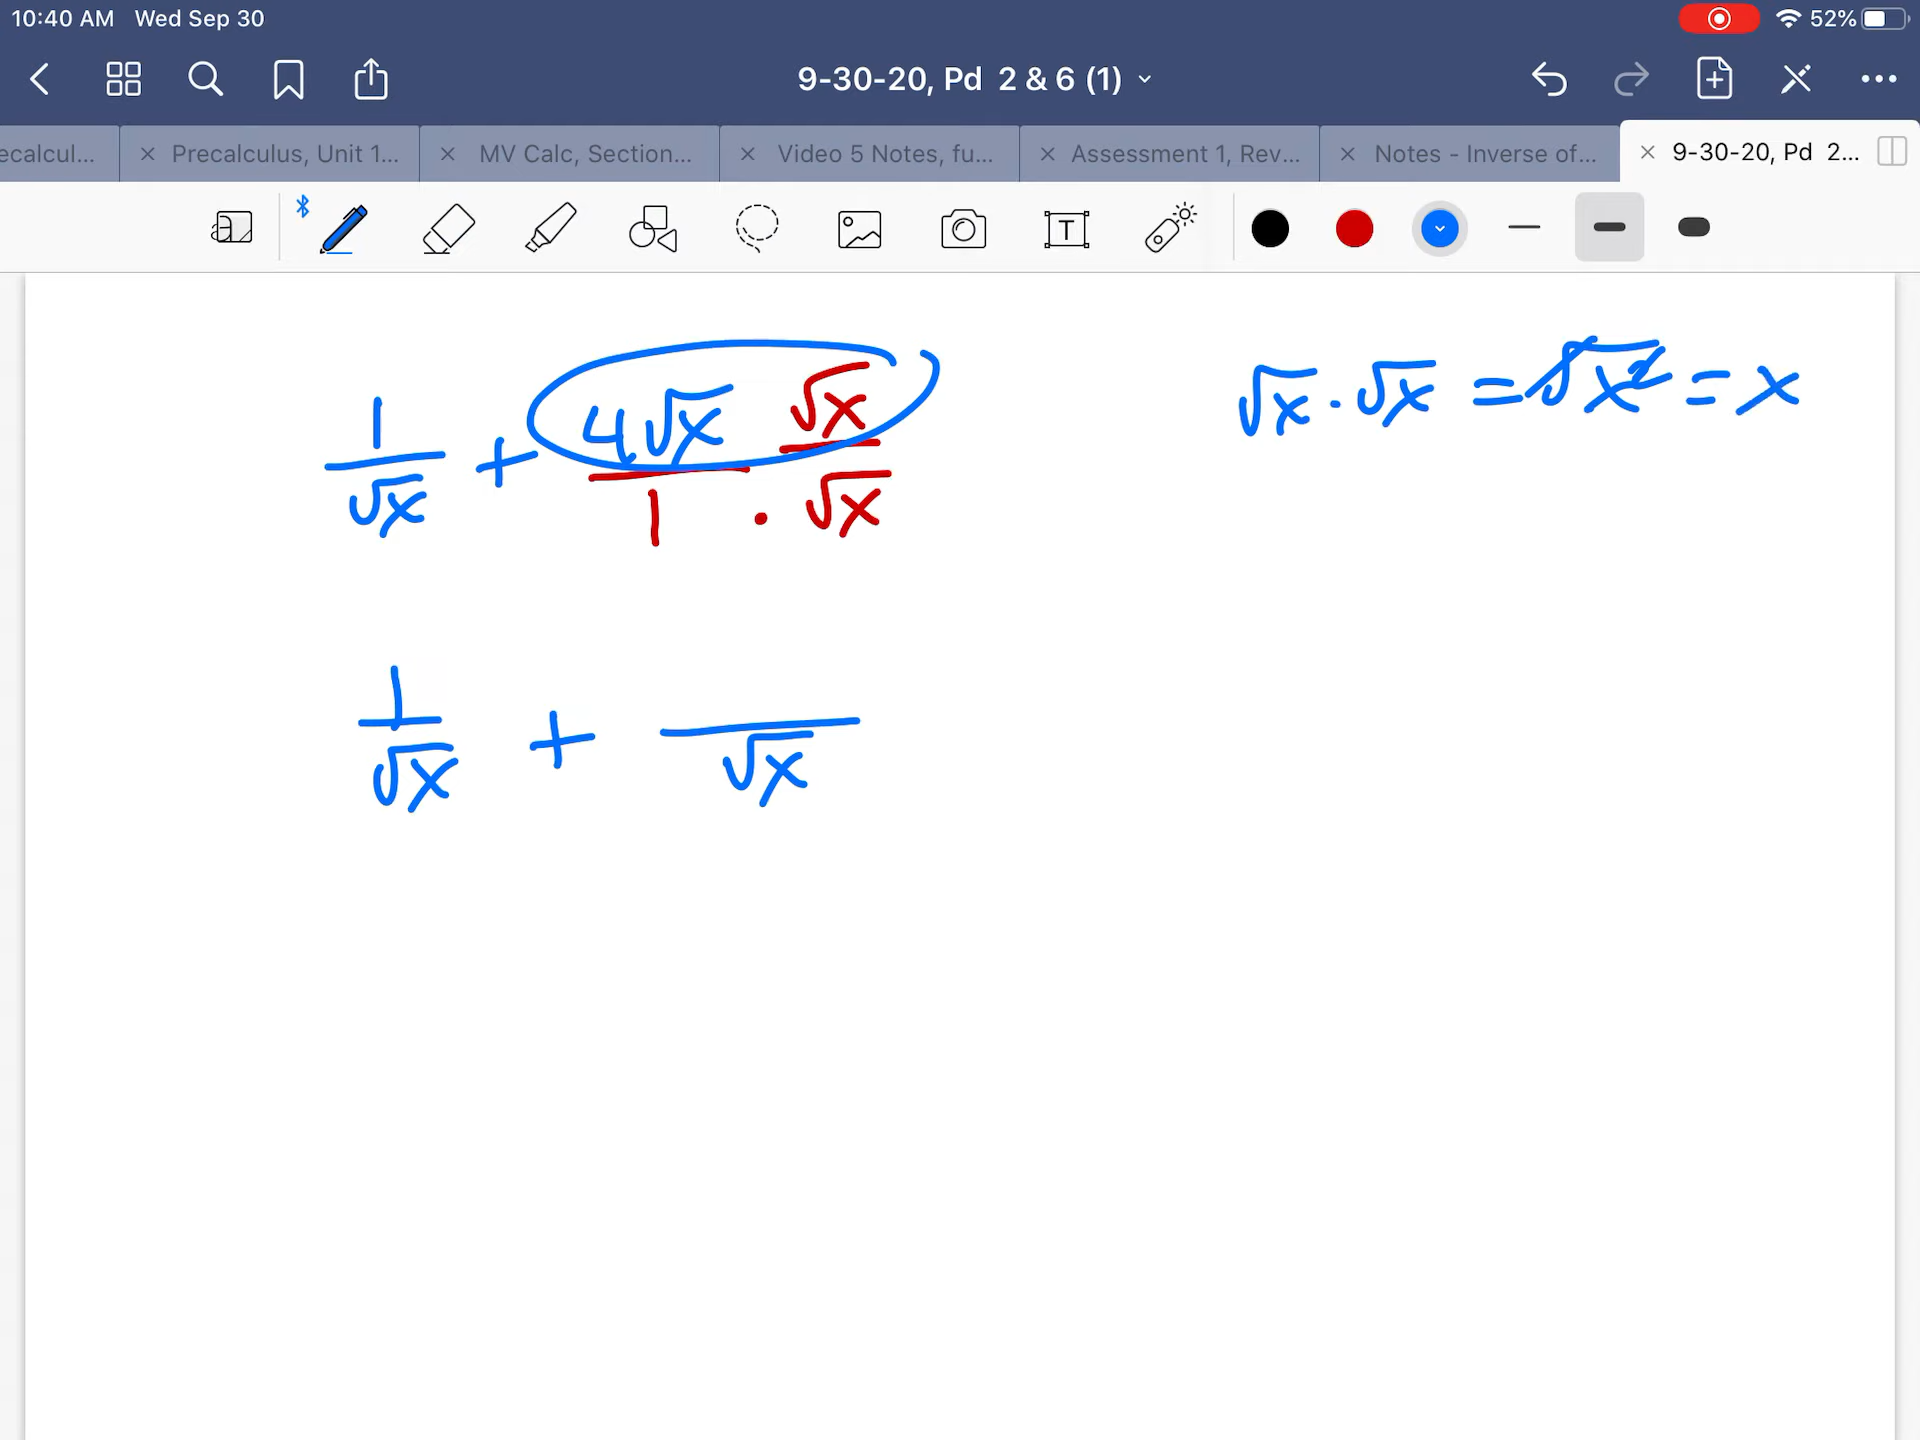 10:40 AM Wed Sep 30 52%
9-30-20, Pd 2 & 6 (1)
ecalcul... × Precalculus, Unit 1... × MV Calc, Section... × Video 5 Notes, fu... × Assessment 1, Rev... × Notes - Inverse of... × 9-30-20, Pd 2...
T
1/√x + 4√x/1 · √x/√x
√x · √x = √x² = x
1/√x + /√x